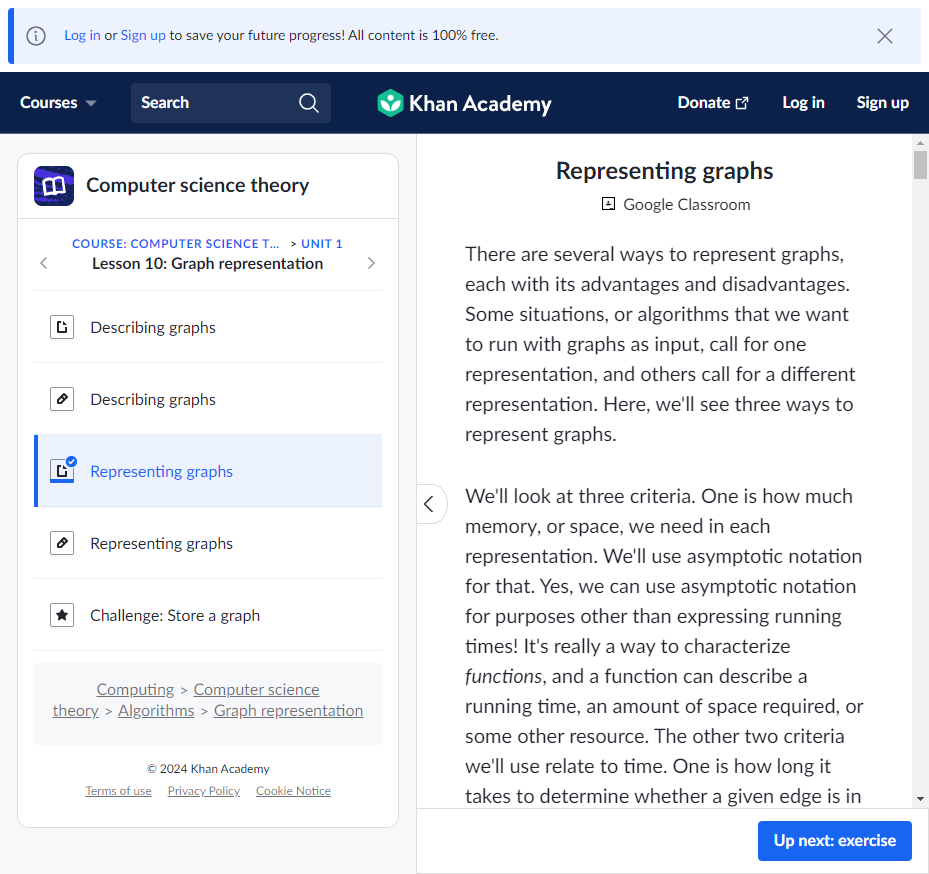 Log in or Sign up to save your future progress! All content is 100% free.
Courses
Search
Khan Academy
Donate
Log in
Sign up
Computer science theory
COURSE: COMPUTER SCIENCE T... > UNIT 1
Lesson 10: Graph representation
Describing graphs
Describing graphs
Representing graphs
Representing graphs
Challenge: Store a graph
Computing > Computer science
theory > Algorithms > Graph representation
© 2024 Khan Academy
Terms of use Privacy Policy Cookie Notice
Representing graphs
Google Classroom
There are several ways to represent graphs,
each with its advantages and disadvantages.
Some situations, or algorithms that we want
to run with graphs as input, call for one
representation, and others call for a different
representation. Here, we'll see three ways to
represent graphs.
We'll look at three criteria. One is how much
memory, or space, we need in each
representation. We'll use asymptotic notation
for that. Yes, we can use asymptotic notation
for purposes other than expressing running
times! It's really a way to characterize
functions, and a function can describe a
running time, an amount of space required, or
some other resource. The other two criteria
we'll use relate to time. One is how long it
takes to determine whether a given edge is in
Up next: exercise